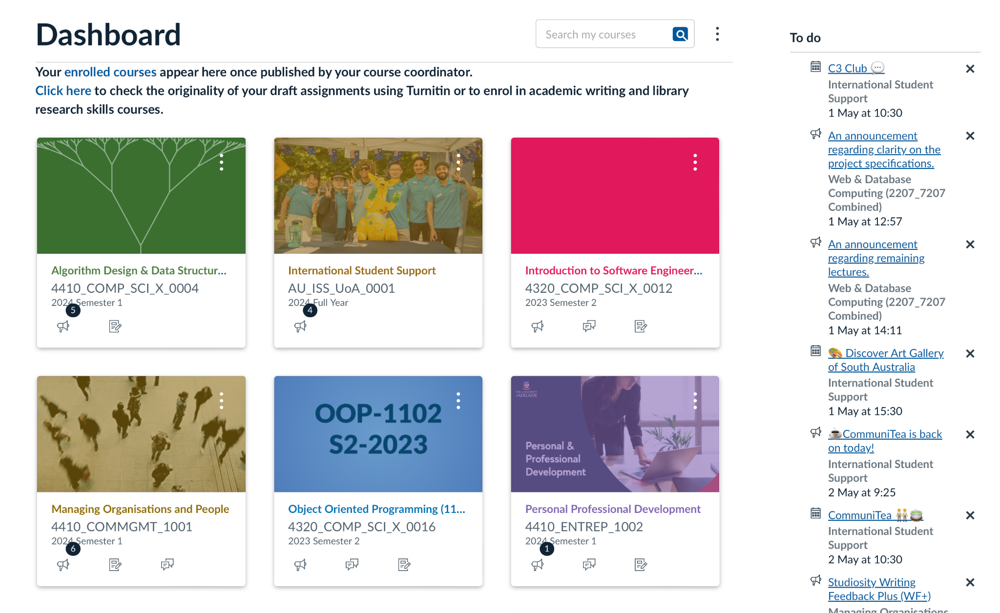 Dashboard
Search my courses
Your enrolled courses appear here once published by your course coordinator.
Click here to check the originality of your draft assignments using Turnitin or to enrol in academic writing and library
research skills courses.
Algorithm Design & Data Structur...
4410_COMP_SCI_X_0004
2024 Semester 1
5
International Student Support
AU_ISS_UoA_0001
2024 Full Year
4
Introduction to Software Engineer...
4320_COMP_SCI_X_0012
2023 Semester 2
Managing Organisations and People
4410_COMMGMT_1001
2024 Semester 1
6
OOP-1102
S2-2023
Object Oriented Programming (11...
4320_COMP_SCI_X_0016
2023 Semester 2
THE UNIVERSITY
of ADELAIDE
Personal &
Professional
Development
Personal Professional Development
4410_ENTREP_1002
2024 Semester 1
1
To do
C3 Club 💬
International Student
Support
1 May at 10:30
An announcement
regarding clarity on the
project specifications.
Web & Database
Computing (2207_7207
Combined)
1 May at 12:57
An announcement
regarding remaining
lectures.
Web & Database
Computing (2207_7207
Combined)
1 May at 14:11
🎨 Discover Art Gallery
of South Australia
International Student
Support
1 May at 15:30
☕CommuniTea is back
on today!
International Student
Support
2 May at 9:25
CommuniTea 👬🍵
International Student
Support
2 May at 10:30
Studiosity Writing
Feedback Plus (WF+)
Managing Organisations